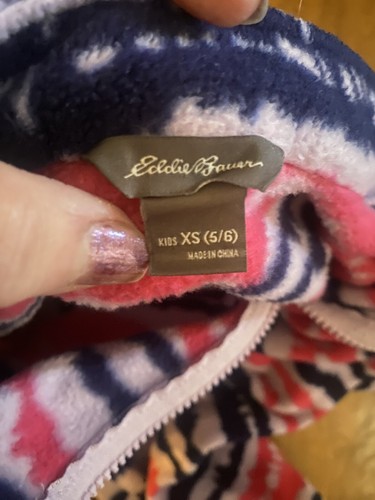 Eddie Bauer
KIDS XS (5/6)
MADE IN CHINA